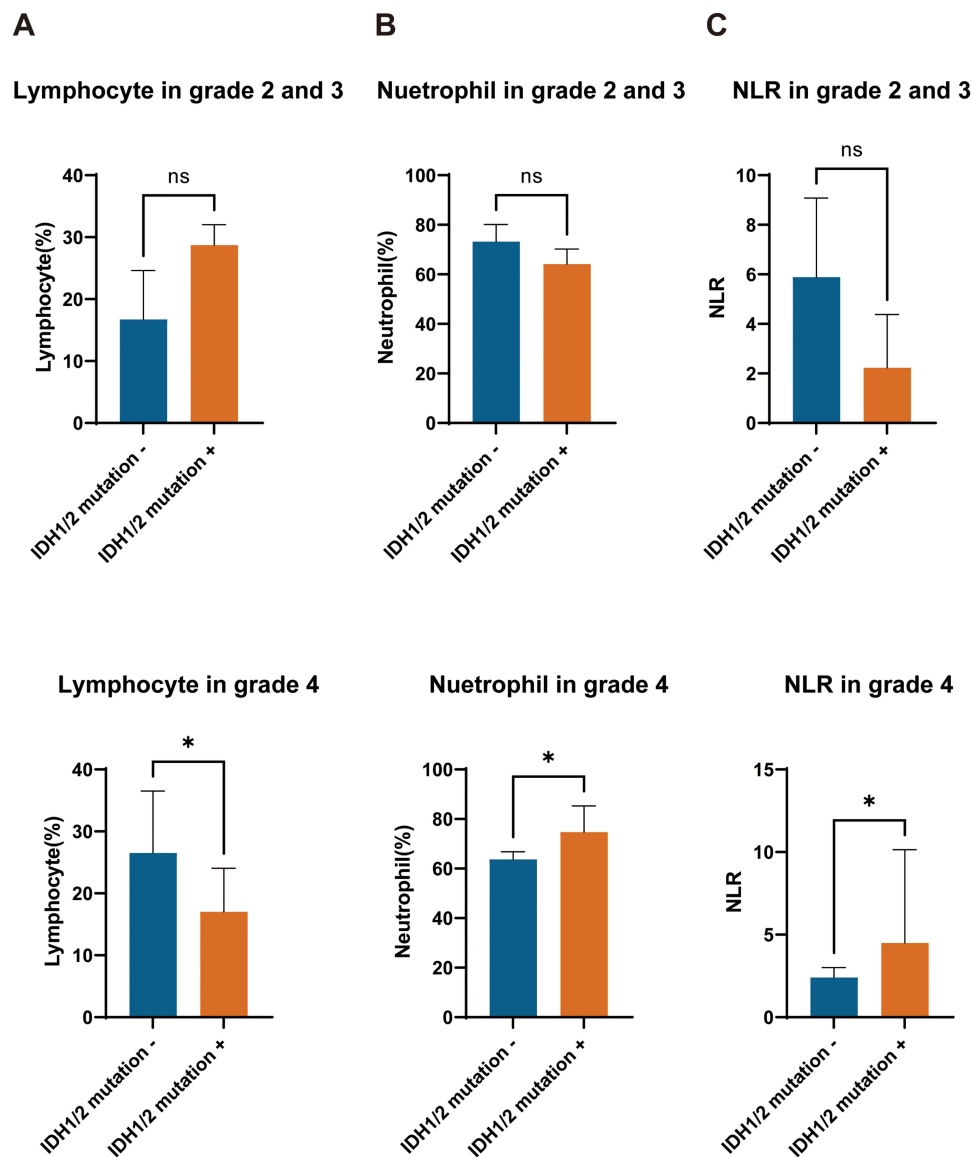 A
B
C
Lymphocyte in grade 2 and 3
Nuetrophil in grade 2 and 3
NLR in grade 2 and 3
ns
40
30
20
10
0
Lymphocyte(%)
IDH1/2 mutation -
IDH1/2 mutation +
ns
100
80
60
40
20
0
Neutrophil(%)
IDH1/2 mutation -
IDH1/2 mutation +
ns
10
8
6
4
2
0
NLR
IDH1/2 mutation -
IDH1/2 mutation +
Lymphocyte in grade 4
Nuetrophil in grade 4
NLR in grade 4
*
40
30
20
10
0
Lymphocyte(%)
IDH1/2 mutation -
IDH1/2 mutation +
*
100
80
60
40
20
0
Neutrophil(%)
IDH1/2 mutation -
IDH1/2 mutation +
*
15
10
5
0
NLR
IDH1/2 mutation -
IDH1/2 mutation +